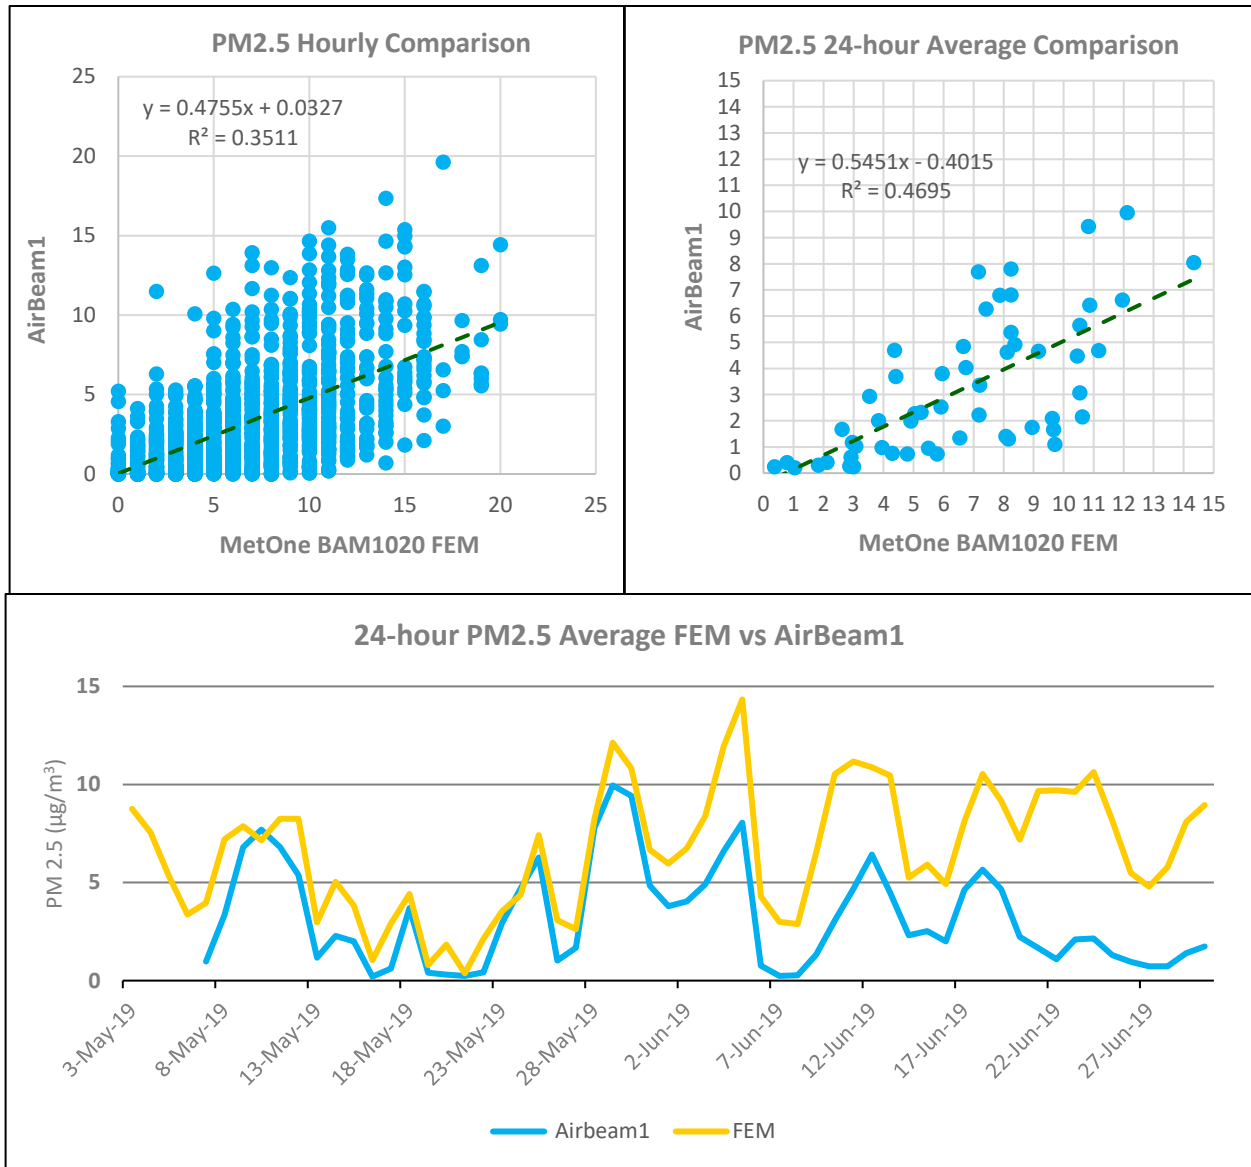 PM2.5 Hourly Comparison
25
20
15
10
5
0
0 5 10 15 20 25
y = 0.4755x + 0.0327
R² = 0.3511
AirBeam1
MetOne BAM1020 FEM
PM2.5 24-hour Average Comparison
15
14
13
12
11
10
9
8
7
6
5
4
3
2
1
0
0 1 2 3 4 5 6 7 8 9 10 11 12 13 14 15
y = 0.5451x - 0.4015
R² = 0.4695
AirBeam1
MetOne BAM1020 FEM
24-hour PM2.5 Average FEM vs AirBeam1
15
10
5
0
PM 2.5 (µg/m³)
3-May-19
8-May-19
13-May-19
18-May-19
23-May-19
28-May-19
2-Jun-19
7-Jun-19
12-Jun-19
17-Jun-19
22-Jun-19
27-Jun-19
Airbeam1 FEM